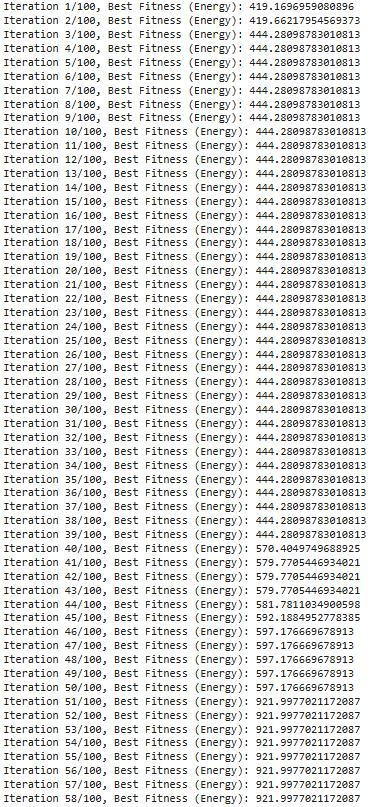 Iteration 1/100, Best Fitness (Energy): 419.1696959080896
Iteration 2/100, Best Fitness (Energy): 419.66217954569373
Iteration 3/100, Best Fitness (Energy): 444.28098783010813
Iteration 4/100, Best Fitness (Energy): 444.28098783010813
Iteration 5/100, Best Fitness (Energy): 444.28098783010813
Iteration 6/100, Best Fitness (Energy): 444.28098783010813
Iteration 7/100, Best Fitness (Energy): 444.28098783010813
Iteration 8/100, Best Fitness (Energy): 444.28098783010813
Iteration 9/100, Best Fitness (Energy): 444.28098783010813
Iteration 10/100, Best Fitness (Energy): 444.28098783010813
Iteration 11/100, Best Fitness (Energy): 444.28098783010813
Iteration 12/100, Best Fitness (Energy): 444.28098783010813
Iteration 13/100, Best Fitness (Energy): 444.28098783010813
Iteration 14/100, Best Fitness (Energy): 444.28098783010813
Iteration 15/100, Best Fitness (Energy): 444.28098783010813
Iteration 16/100, Best Fitness (Energy): 444.28098783010813
Iteration 17/100, Best Fitness (Energy): 444.28098783010813
Iteration 18/100, Best Fitness (Energy): 444.28098783010813
Iteration 19/100, Best Fitness (Energy): 444.28098783010813
Iteration 20/100, Best Fitness (Energy): 444.28098783010813
Iteration 21/100, Best Fitness (Energy): 444.28098783010813
Iteration 22/100, Best Fitness (Energy): 444.28098783010813
Iteration 23/100, Best Fitness (Energy): 444.28098783010813
Iteration 24/100, Best Fitness (Energy): 444.28098783010813
Iteration 25/100, Best Fitness (Energy): 444.28098783010813
Iteration 26/100, Best Fitness (Energy): 444.28098783010813
Iteration 27/100, Best Fitness (Energy): 444.28098783010813
Iteration 28/100, Best Fitness (Energy): 444.28098783010813
Iteration 29/100, Best Fitness (Energy): 444.28098783010813
Iteration 30/100, Best Fitness (Energy): 444.28098783010813
Iteration 31/100, Best Fitness (Energy): 444.28098783010813
Iteration 32/100, Best Fitness (Energy): 444.28098783010813
Iteration 33/100, Best Fitness (Energy): 444.28098783010813
Iteration 34/100, Best Fitness (Energy): 444.28098783010813
Iteration 35/100, Best Fitness (Energy): 444.28098783010813
Iteration 36/100, Best Fitness (Energy): 444.28098783010813
Iteration 37/100, Best Fitness (Energy): 444.28098783010813
Iteration 38/100, Best Fitness (Energy): 444.28098783010813
Iteration 39/100, Best Fitness (Energy): 444.28098783010813
Iteration 40/100, Best Fitness (Energy): 570.4049749688925
Iteration 41/100, Best Fitness (Energy): 579.7705446934021
Iteration 42/100, Best Fitness (Energy): 579.7705446934021
Iteration 43/100, Best Fitness (Energy): 579.7705446934021
Iteration 44/100, Best Fitness (Energy): 581.7811034900598
Iteration 45/100, Best Fitness (Energy): 592.1884952778385
Iteration 46/100, Best Fitness (Energy): 597.176669678913
Iteration 47/100, Best Fitness (Energy): 597.176669678913
Iteration 48/100, Best Fitness (Energy): 597.176669678913
Iteration 49/100, Best Fitness (Energy): 597.176669678913
Iteration 50/100, Best Fitness (Energy): 597.176669678913
Iteration 51/100, Best Fitness (Energy): 921.9977021172087
Iteration 52/100, Best Fitness (Energy): 921.9977021172087
Iteration 53/100, Best Fitness (Energy): 921.9977021172087
Iteration 54/100, Best Fitness (Energy): 921.9977021172087
Iteration 55/100, Best Fitness (Energy): 921.9977021172087
Iteration 56/100, Best Fitness (Energy): 921.9977021172087
Iteration 57/100, Best Fitness (Energy): 921.9977021172087
Iteration 58/100, Best Fitness (Energy): 921.9977021172087